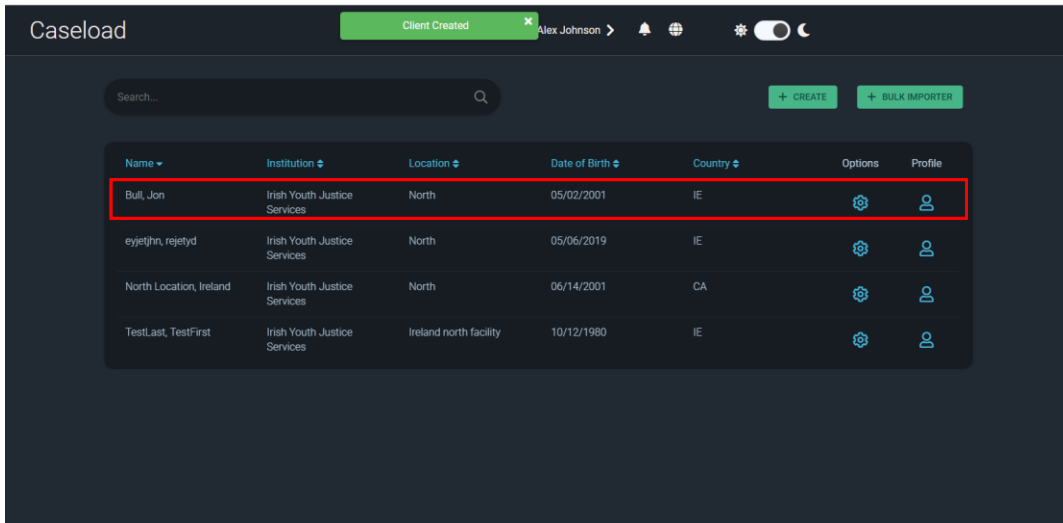 Caseload
Client Created ×
Alex Johnson
Search...
+ CREATE
+ BULK IMPORTER
Name Institution Location Date of Birth Country Options Profile
Bull, Jon Irish Youth Justice North 05/02/2001 IE
Services
eyjetjhn, rejetyd Irish Youth Justice North 05/06/2019 IE
Services
North Location, Ireland Irish Youth Justice North 06/14/2001 CA
Services
TestLast, TestFirst Irish Youth Justice Ireland north facility 10/12/1980 IE
Services